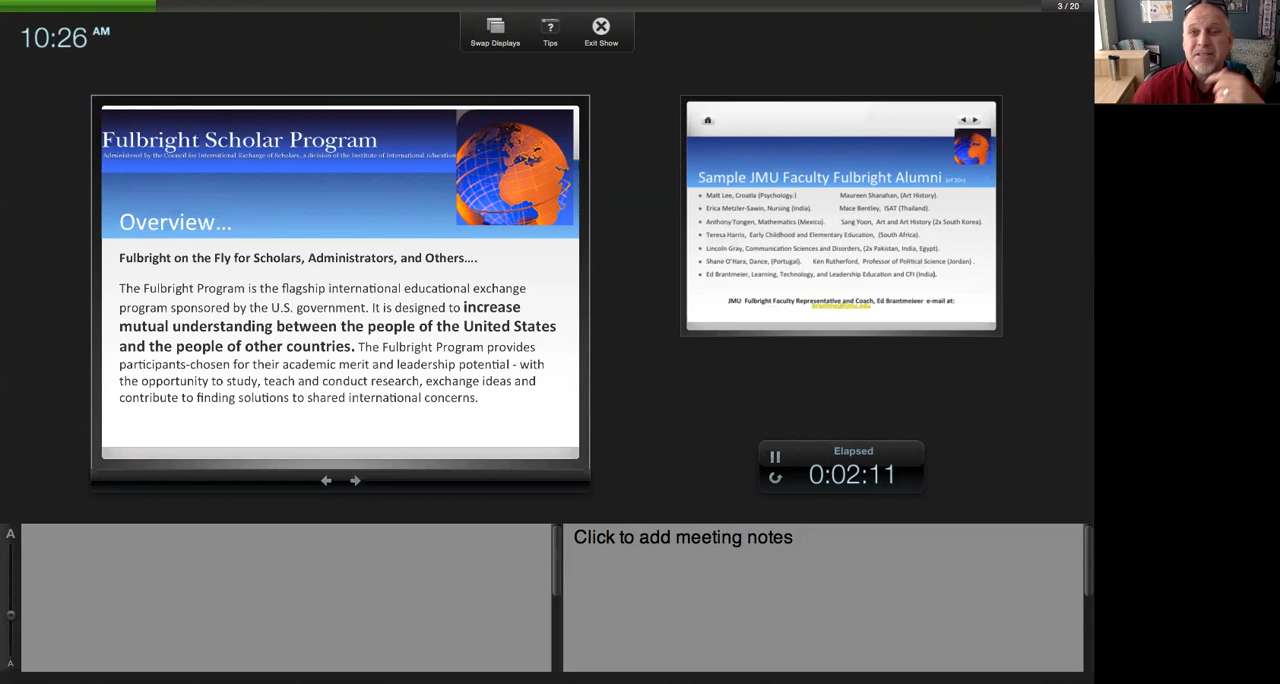 3 / 20
10:26 AM
Swap Displays
Tips
Exit Show
Fulbright Scholar Program
Administered by the Council for International Exchange of Scholars, a division of the Institute of International Education
Overview...
Fulbright on the Fly for Scholars, Administrators, and Others....
The Fulbright Program is the flagship international educational exchange
program sponsored by the U.S. government. It is designed to increase
mutual understanding between the people of the United States
and the people of other countries. The Fulbright Program provides
participants-chosen for their academic merit and leadership potential - with
the opportunity to study, teach and conduct research, exchange ideas and
contribute to finding solutions to shared international concerns.
Sample JMU Faculty Fulbright Alumni (of 20+)
Matt Lee, Croatia (Psychology.) Maureen Shanahan, (Art History).
Erica Metzler-Sawin, Nursing (India). Mace Bentley, ISAT (Thailand).
Anthony Tongen, Mathematics (Mexico). Sang Yoon, Art and Art History (2x South Korea).
Teresa Harris, Early Childhood and Elementary Education, (South Africa).
Lincoln Gray, Communication Sciences and Disorders, (2x Pakistan, India, Egypt).
Shane O'Hara, Dance, (Portugal). Ken Rutherford, Professor of Political Science (Jordan) .
Ed Brantmeier, Learning, Technology, and Leadership Education and CFI (India).
JMU Fulbright Faculty Representative and Coach, Ed Brantmeieer e-mail at:
Elapsed
0:02:11
A
A
Click to add meeting notes